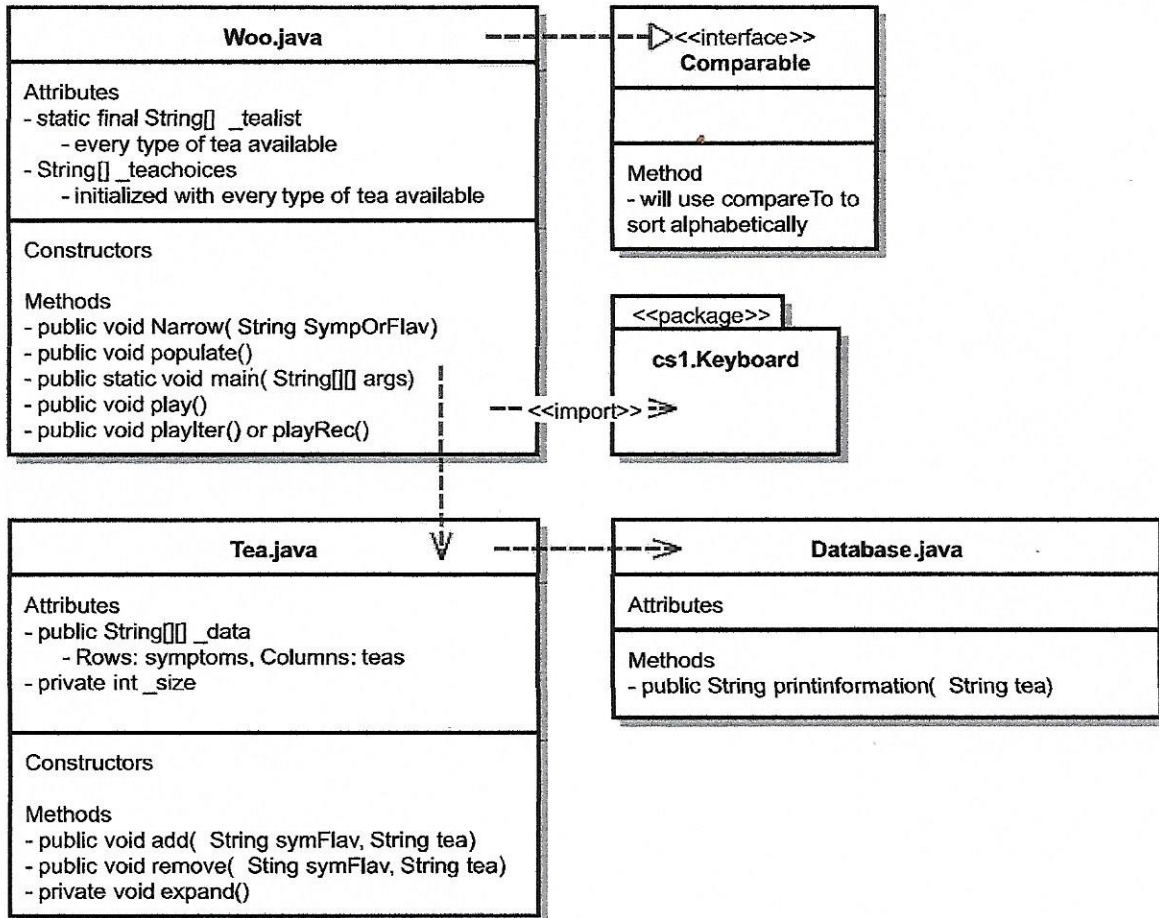 Woo.java
Attributes
- static final String[] _tealist
- every type of tea available
- String[] _teachoices
- initialized with every type of tea available
Constructors
Methods
- public void Narrow( String SympOrFlav)
- public void populate()
- public static void main( String[][] args)
- public void play()
- public void playIter() or playRec()
<<interface>>
Comparable
Method
- will use compareTo to
sort alphabetically
<<import>>
<<package>>
cs1.Keyboard
Tea.java
Attributes
- public String[][] _data
- Rows: symptoms, Columns: teas
- private int _size
Constructors
Methods
- public void add( String symFlav, String tea)
- public void remove( Sting symFlav, String tea)
- private void expand()
Database.java
Attributes
Methods
- public String printinformation( String tea)